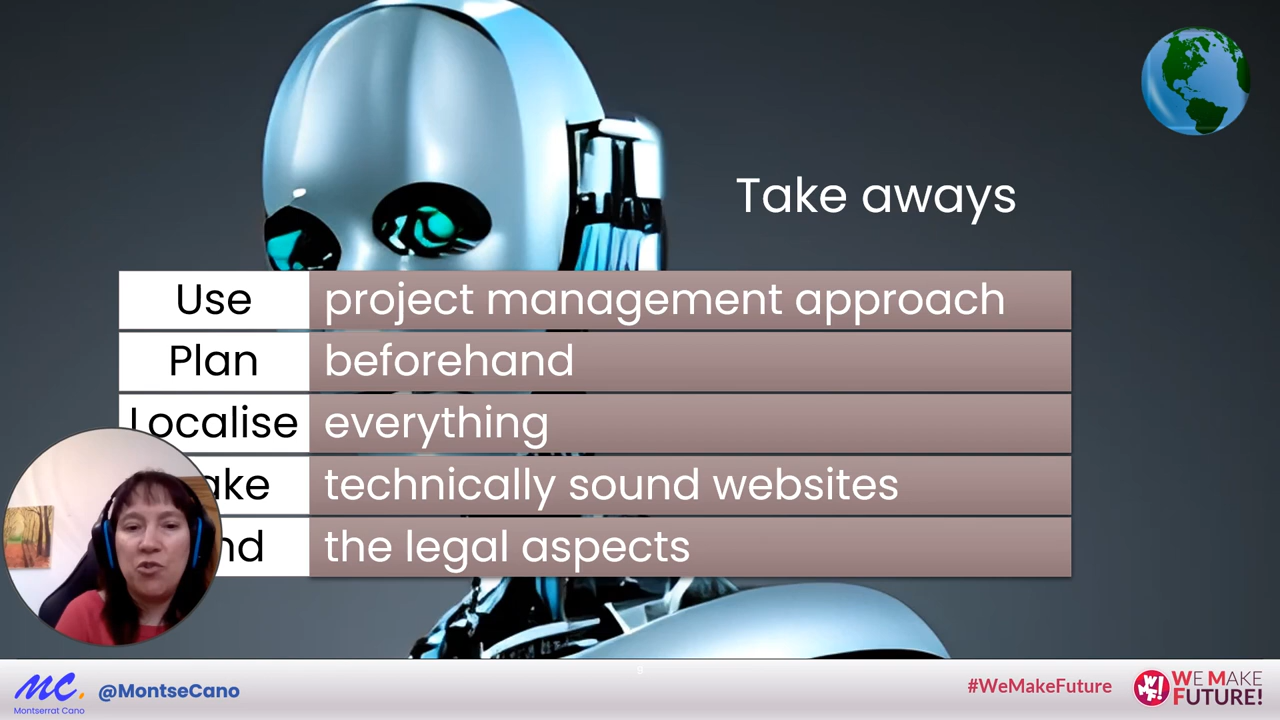 Take aways
Use project management approach
Plan beforehand
Localise everything
technically sound websites
the legal aspects
MC.
Montserrat Cano
@MontseCano
#WeMakeFuture
WE MAKE
FUTURE!